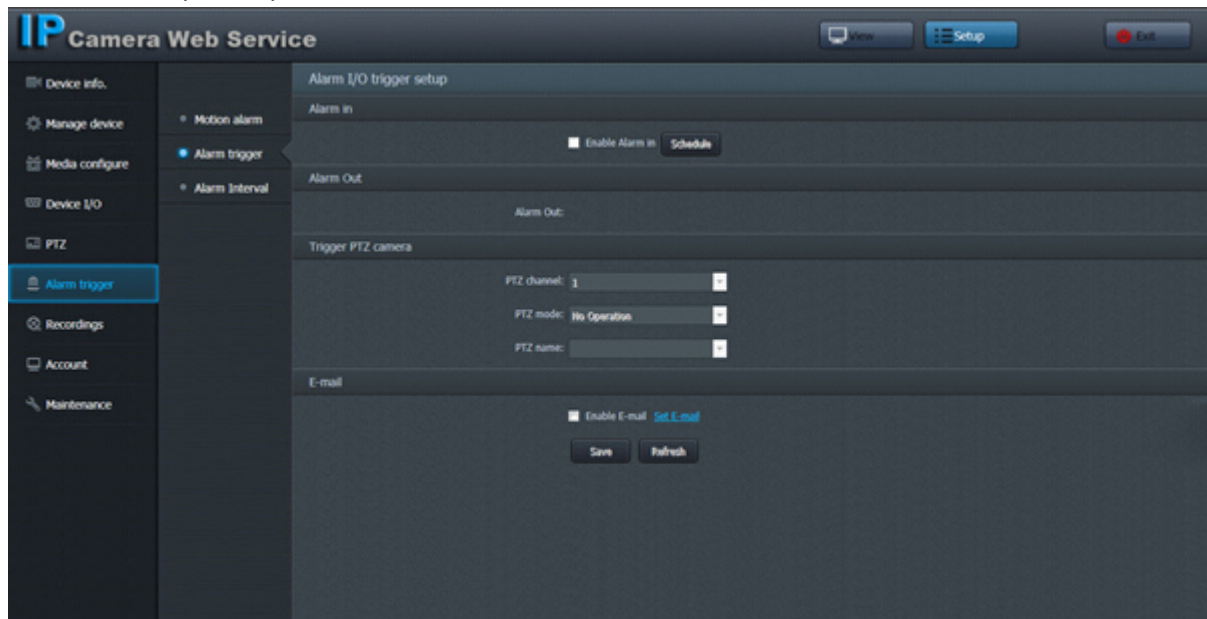 IP Camera Web Service
View
Setup
Exit
Device info.
Manage device
Media configure
Device I/O
PTZ
Alarm trigger
Recordings
Account
Maintenance
Motion alarm
Alarm trigger
Alarm Interval
Alarm I/O trigger setup
Alarm in
Enable Alarm in Schedule
Alarm Out
Alarm Out:
Trigger PTZ camera
PTZ channel: 1
PTZ mode: No Operation
PTZ name:
E-mail
Enable E-mail Set E-mail
Save Refresh